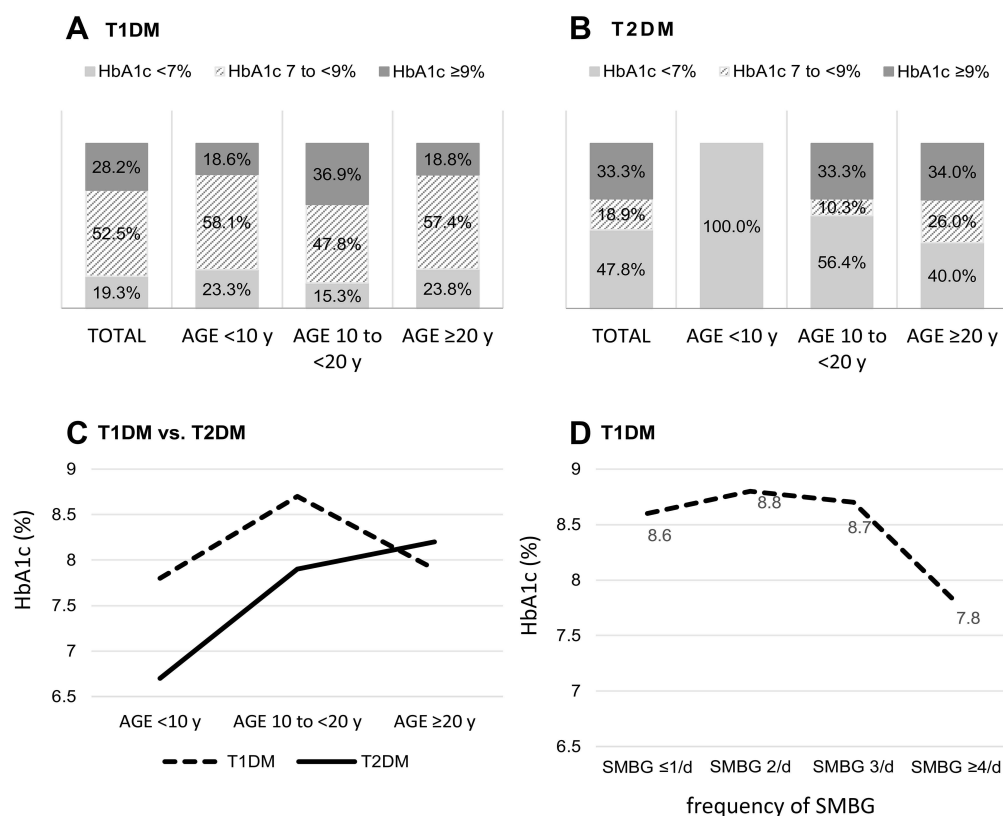 A T1DM
HbA1c <7% HbA1c 7 to <9% HbA1c ≥9%
28.2% 18.6% 36.9% 18.8%
52.5% 58.1% 47.8% 57.4%
19.3% 23.3% 15.3% 23.8%
TOTAL AGE <10 y AGE 10 to <20 y AGE ≥20 y
B T2DM
HbA1c <7% HbA1c 7 to <9% HbA1c ≥9%
33.3% 33.3% 34.0%
18.9% 10.3% 26.0%
47.8% 100.0% 56.4% 40.0%
TOTAL AGE <10 y AGE 10 to <20 y AGE ≥20 y
C T1DM vs. T2DM
HbA1c (%)
9
8.5
8
7.5
7
6.5
AGE <10 y AGE 10 to <20 y AGE ≥20 y
T1DM T2DM
D T1DM
HbA1c (%)
9
8.5
8
7.5
7
6.5
8.6 8.8 8.7 7.8
SMBG ≤1/d SMBG 2/d SMBG 3/d SMBG ≥4/d
frequency of SMBG